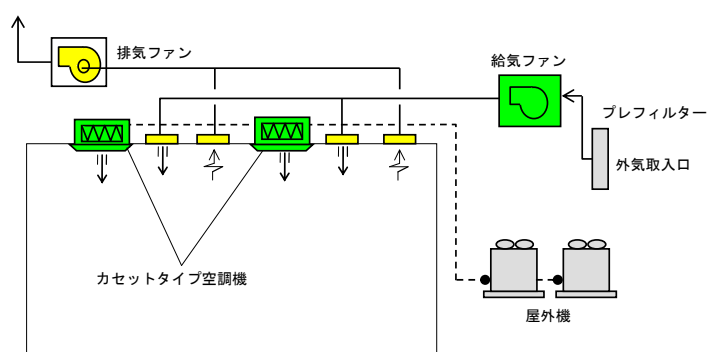 排気ファン
給気ファン
プレフィルター
外気取入口
カセットタイプ空調機
屋外機